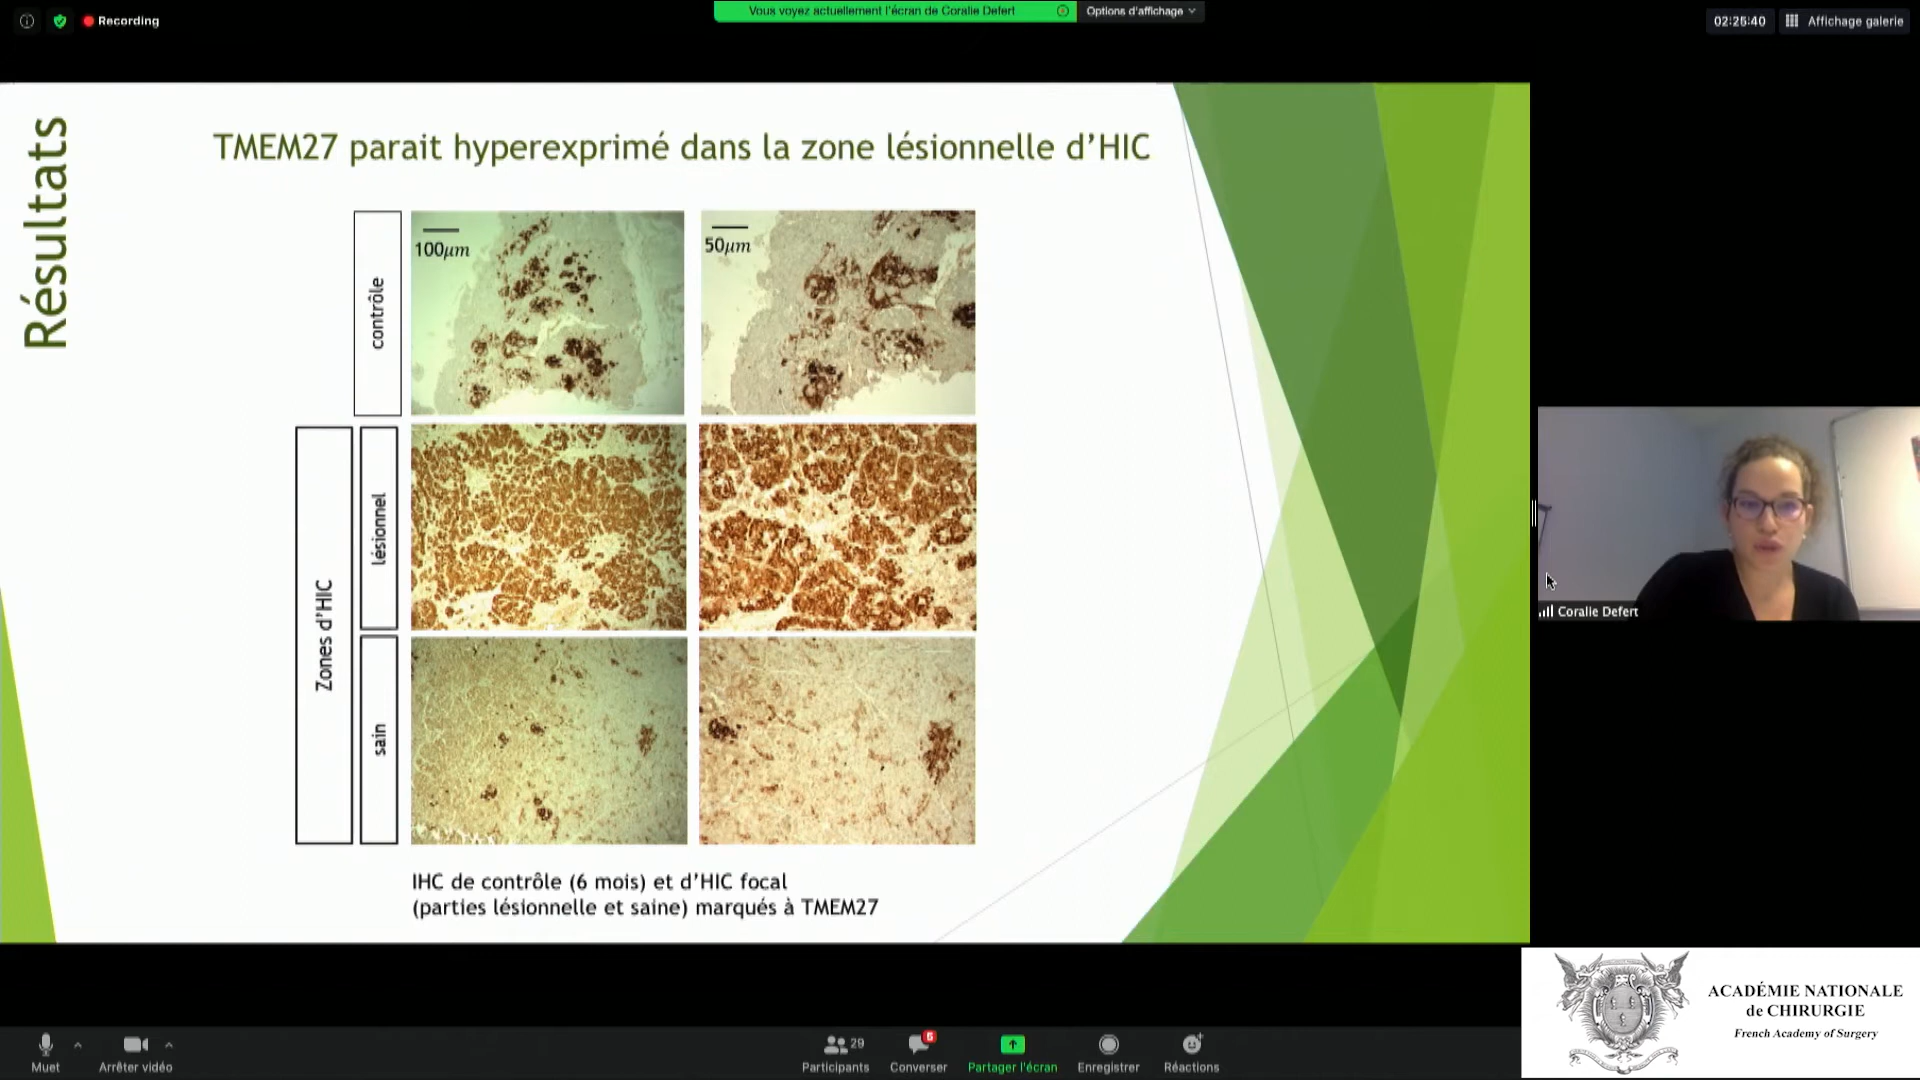 Recording
Vous voyez actuellement l'écran de Coralie Defert
Options d'affichage
02:26:40
Affichage galerie
Résultats
TMEM27 parait hyperexprimé dans la zone lésionnelle d'HIC
contrôle
100µm
50µm
Zones d'HIC
lésionnel
sain
IHC de contrôle (6 mois) et d'HIC focal
(parties lésionnelle et saine) marqués à TMEM27
Coralie Defert
ACADÉMIE NATIONALE
de CHIRURGIE
French Academy of Surgery
Muet
Arrêter vidéo
29
Participants
6
Converser
Partager l'écran
Enregistrer
Réactions